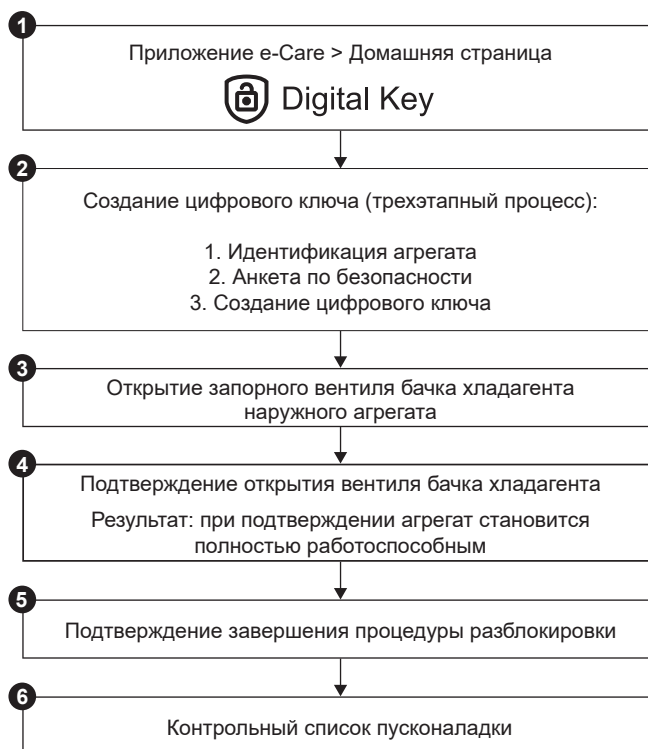 1
Приложение e-Care > Домашняя страница
Digital Key
2
Создание цифрового ключа (трехэтапный процесс):
1. Идентификация агрегата
2. Анкета по безопасности
3. Создание цифрового ключа
3
Открытие запорного вентиля бачка хладагента
наружного агрегата
4
Подтверждение открытия вентиля бачка хладагента
Результат: при подтверждении агрегат становится
полностью работоспособным
5
Подтверждение завершения процедуры разблокировки
6
Контрольный список пусконаладки